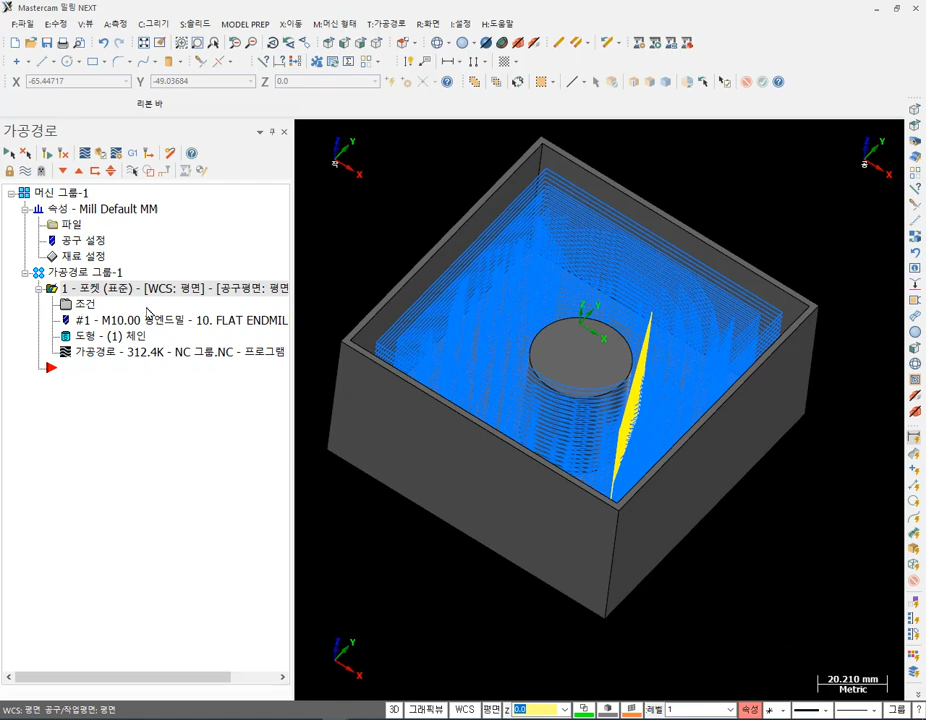 Mastercam 밀링 NEXT
F:파일 E:수정 V:뷰 A:측정 C:그리기 S:솔리드 MODEL PREP X:이동 M:머신 형태 T:가공경로 R:화면 I:설정 H:도움말
X -65.44717 Y -49.03684 Z 0.0
리본 바
가공경로
G1
머신 그룹-1
속성 - Mill Default MM
파일
공구 설정
재료 설정
가공경로 그룹-1
1 - 포켓 (표준) - [WCS: 평면] - [공구평면: 평면
조건
#1 - M10.00 평엔드밀 - 10. FLAT ENDMIL
도형 - (1) 체인
가공경로 - 312.4K - NC 그룹.NC - 프로그램
Z Y X
Z Y X
Z Y X
Z Y X
20.210 mm
Metric
WCS: 평면 공구/작업평면: 평면
3D 그래픽뷰 WCS 평면 Z 0.0 레벨 1 속성 그룹 ?